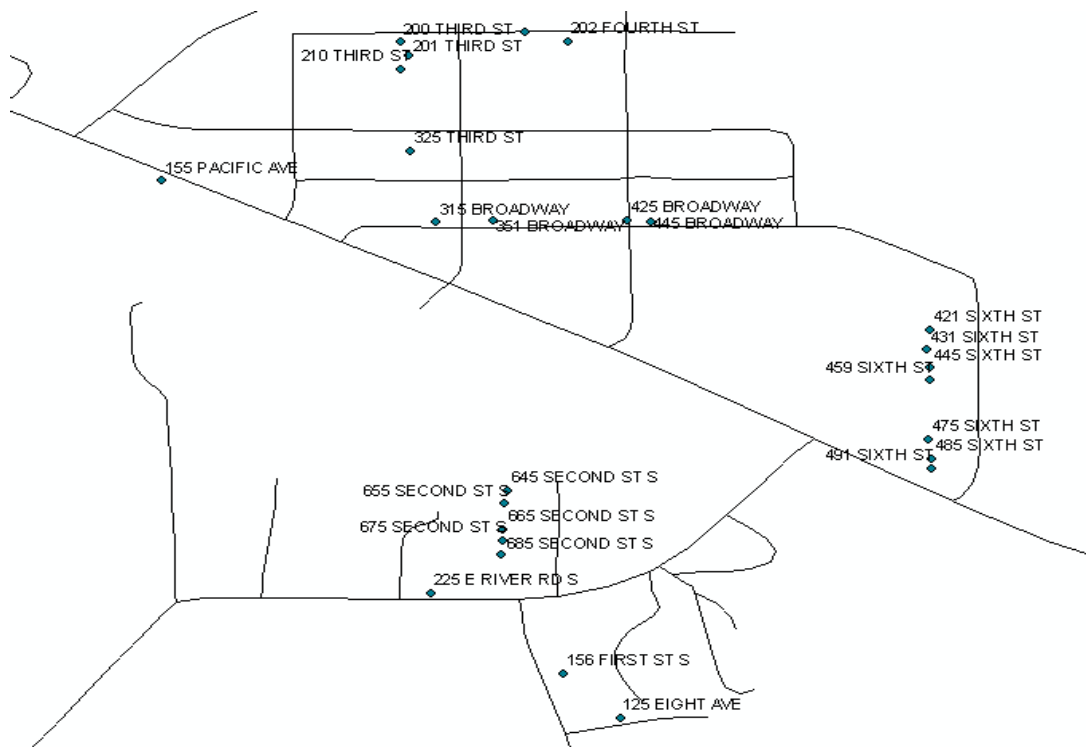 200 THIRD ST
202 FOURTH ST
201 THIRD ST
210 THIRD ST
325 THIRD ST
155 PACIFIC AVE
315 BROADWAY
425 BROADWAY
351 BROADWAY
445 BROADWAY
421 SIXTH ST
431 SIXTH ST
445 SIXTH ST
459 SIXTH ST
475 SIXTH ST
485 SIXTH ST
491 SIXTH ST
645 SECOND ST S
655 SECOND ST S
665 SECOND ST S
675 SECOND ST S
685 SECOND ST S
225 E RIVER RD S
156 FIRST ST S
125 EIGHT AVE